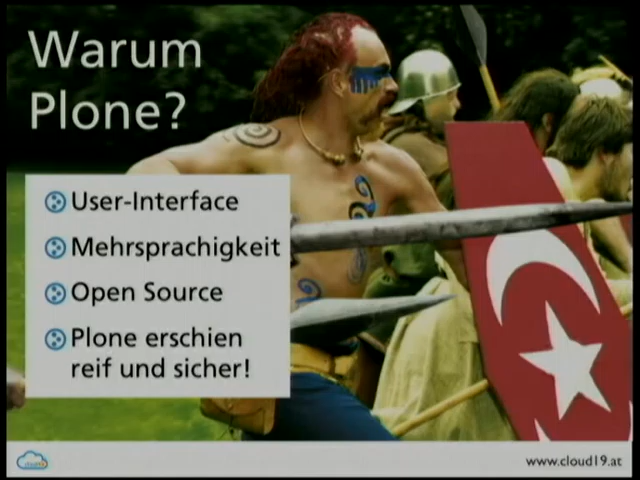 Warum
Plone?
User-Interface
Mehrsprachigkeit
Open Source
Plone erschien
reif und sicher!
www.cloud19.at